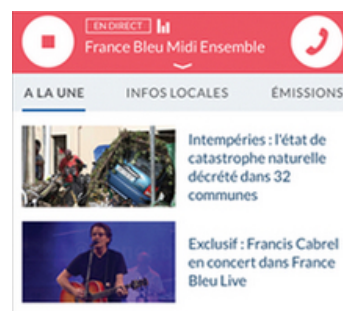 EN DIRECT
France Bleu Midi Ensemble
A LA UNE
INFOS LOCALES
ÉMISSIONS
Intempéries : l'état de
catastrophe naturelle
décrété dans 32
communes
Exclusif : Francis Cabrel
en concert dans France
Bleu Live